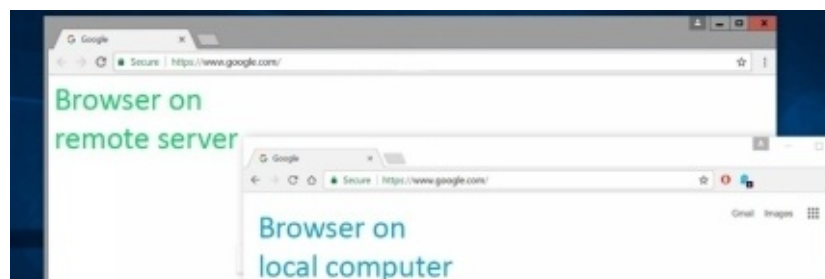 Google
Secure | https://www.google.com/
Browser on
remote server
Google
Secure | https://www.google.com/
Gmail Images
Browser on
local computer